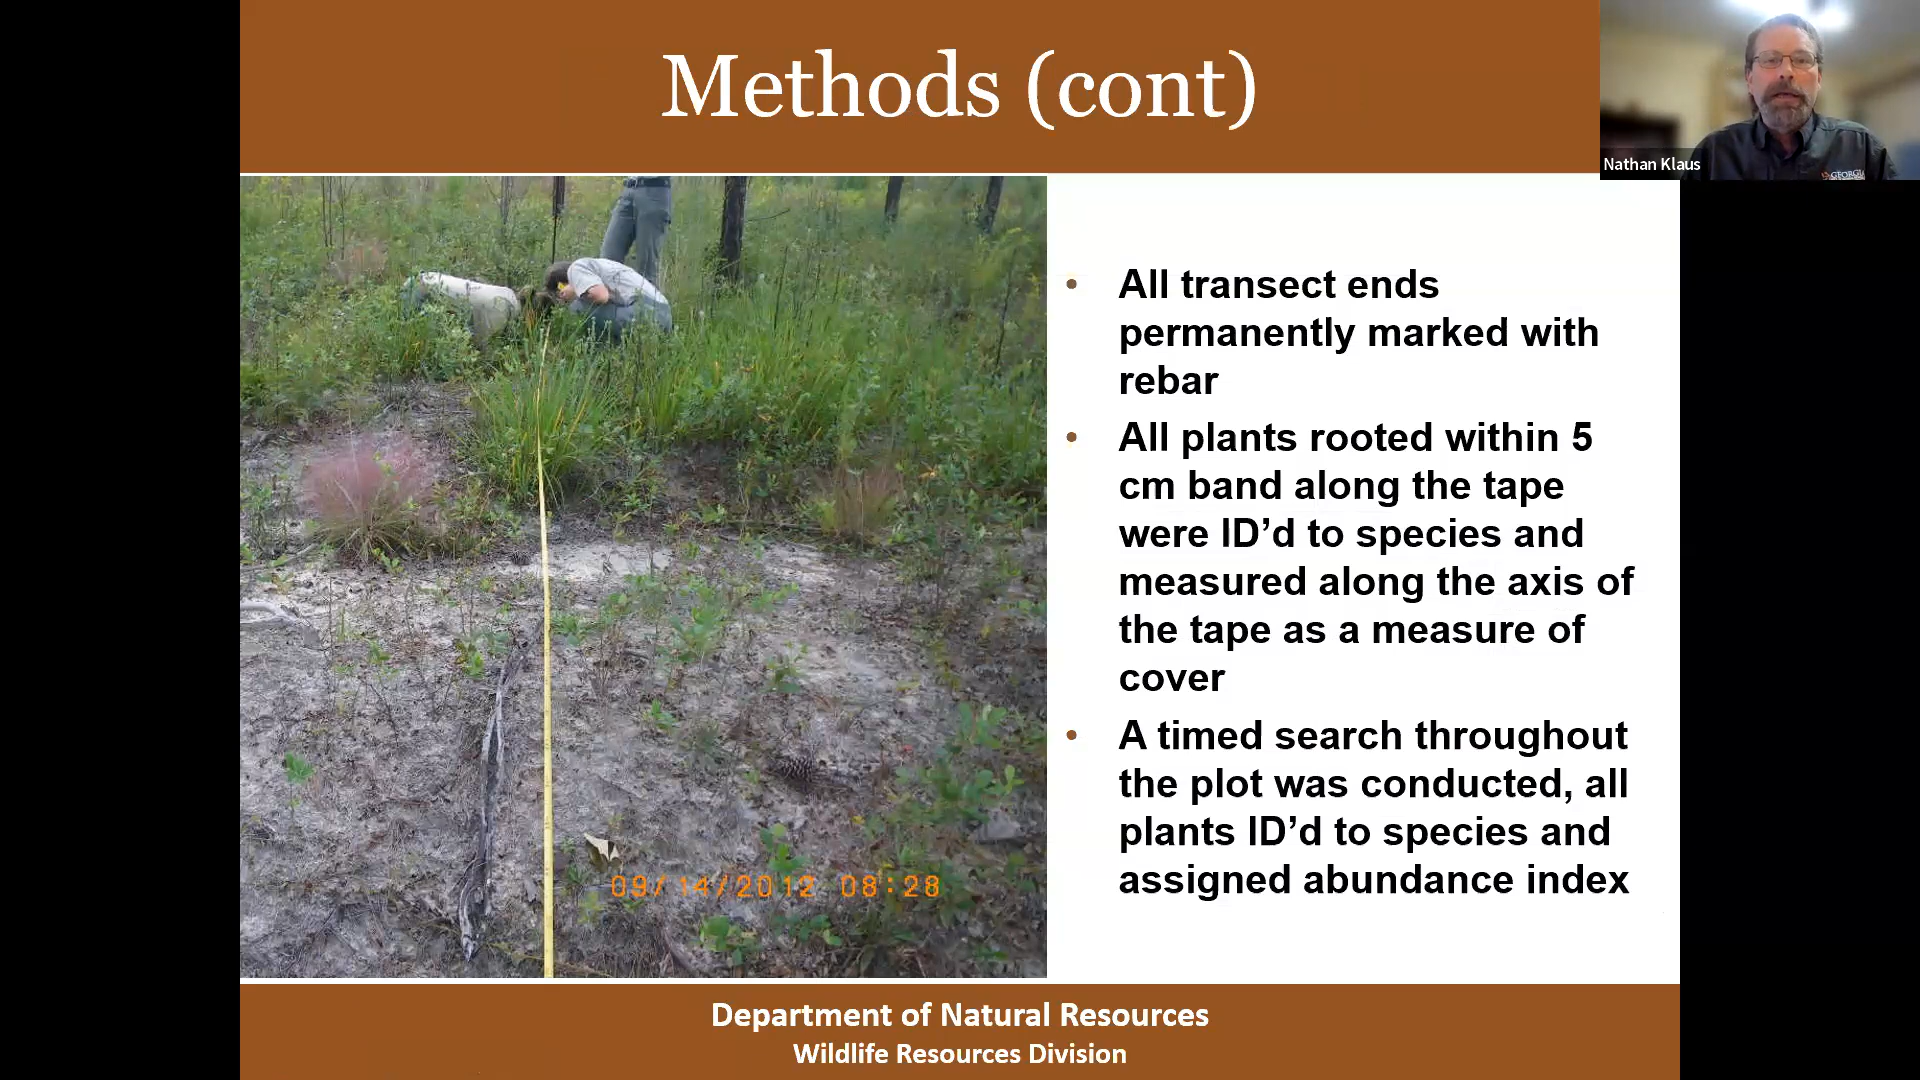 Methods (cont)
Nathan Klaus
GEORGIA
All transect ends
permanently marked with
rebar
All plants rooted within 5
cm band along the tape
were ID’d to species and
measured along the axis of
the tape as a measure of
cover
A timed search throughout
the plot was conducted, all
plants ID’d to species and
assigned abundance index
09/14/2012 08:28
Department of Natural Resources
Wildlife Resources Division